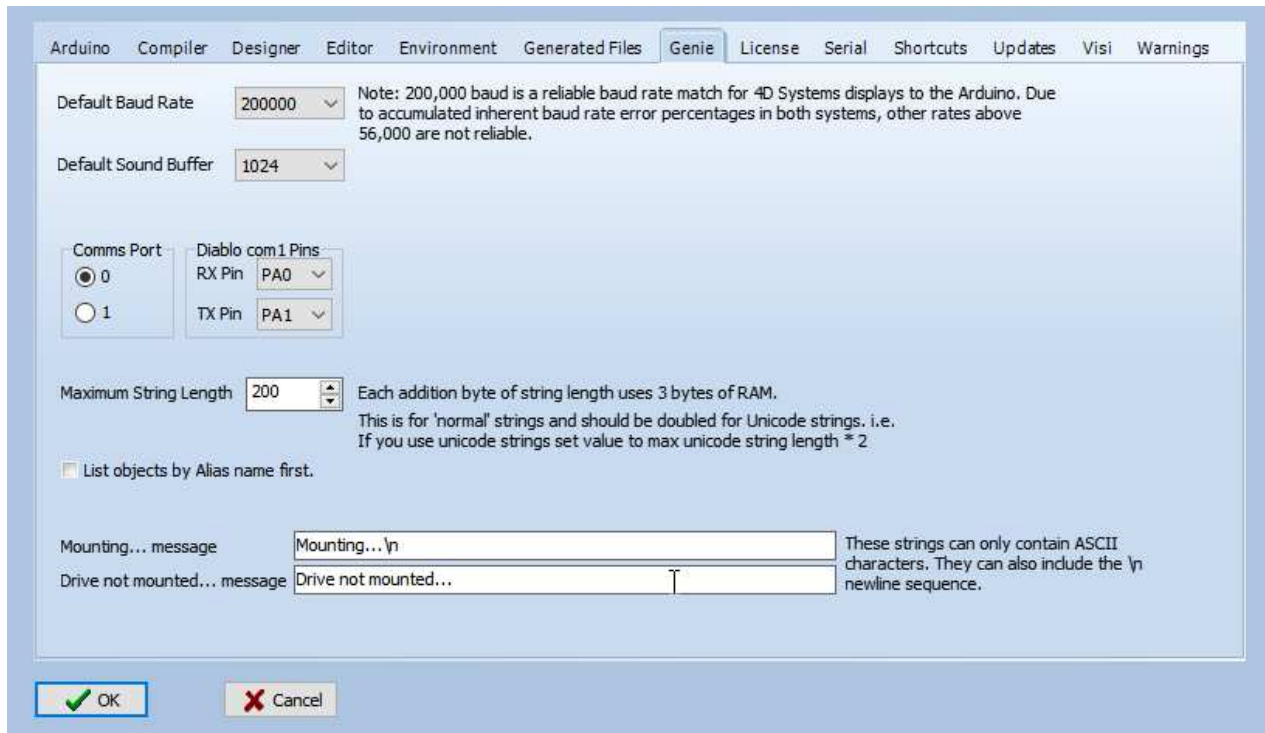 Arduino Compiler Designer Editor Environment Generated Files Genie License Serial Shortcuts Updates Visi Warnings
Default Baud Rate 200000 Note: 200,000 baud is a reliable baud rate match for 4D Systems displays to the Arduino. Due
to accumulated inherent baud rate error percentages in both systems, other rates above
56,000 are not reliable.
Default Sound Buffer 1024
Comms Port Diablo com1 Pins
0 RX Pin PA0
1 TX Pin PA1
Maximum String Length 200 Each addition byte of string length uses 3 bytes of RAM.
This is for 'normal' strings and should be doubled for Unicode strings. i.e.
If you use unicode strings set value to max unicode string length * 2
List objects by Alias name first.
Mounting... message Mounting...\n These strings can only contain ASCII
characters. They can also include the \n
Drive not mounted... message Drive not mounted... newline sequence.
OK Cancel